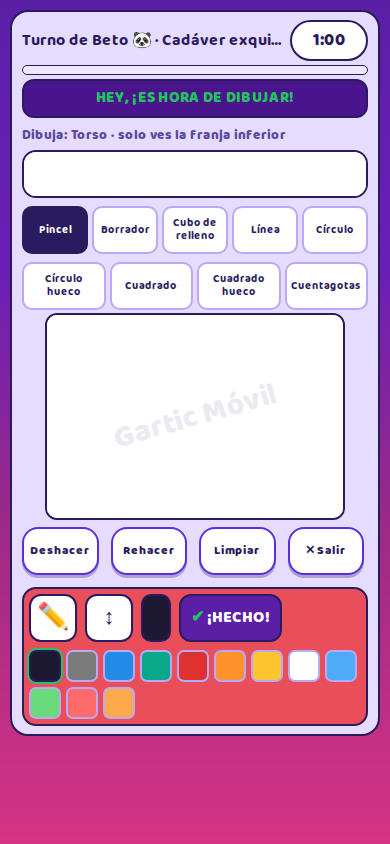 Turno de Beto 🐼 · Cadáver exqui...
1:00
HEY, ¡ES HORA DE DIBUJAR!
Dibuja: Torso · solo ves la franja inferior
Pincel
Borrador
Cubo de
relleno
Línea
Círculo
Círculo
hueco
Cuadrado
Cuadrado
hueco
Cuentagotas
Gartic Móvil
Deshacer
Rehacer
Limpiar
×Salir
✔¡HECHO!